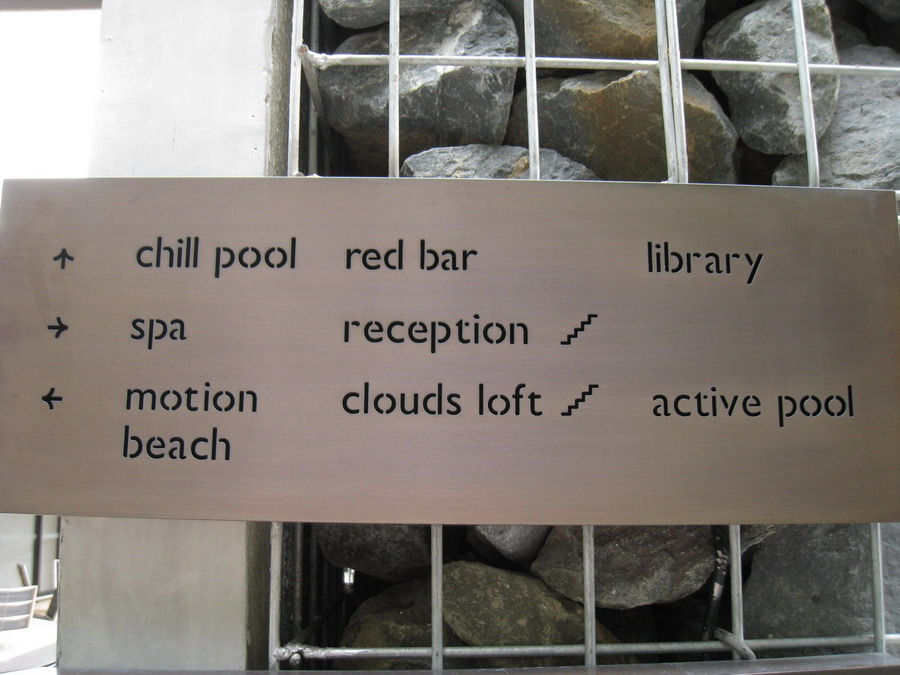 chill pool red bar library
spa reception
motion clouds loft active pool
beach